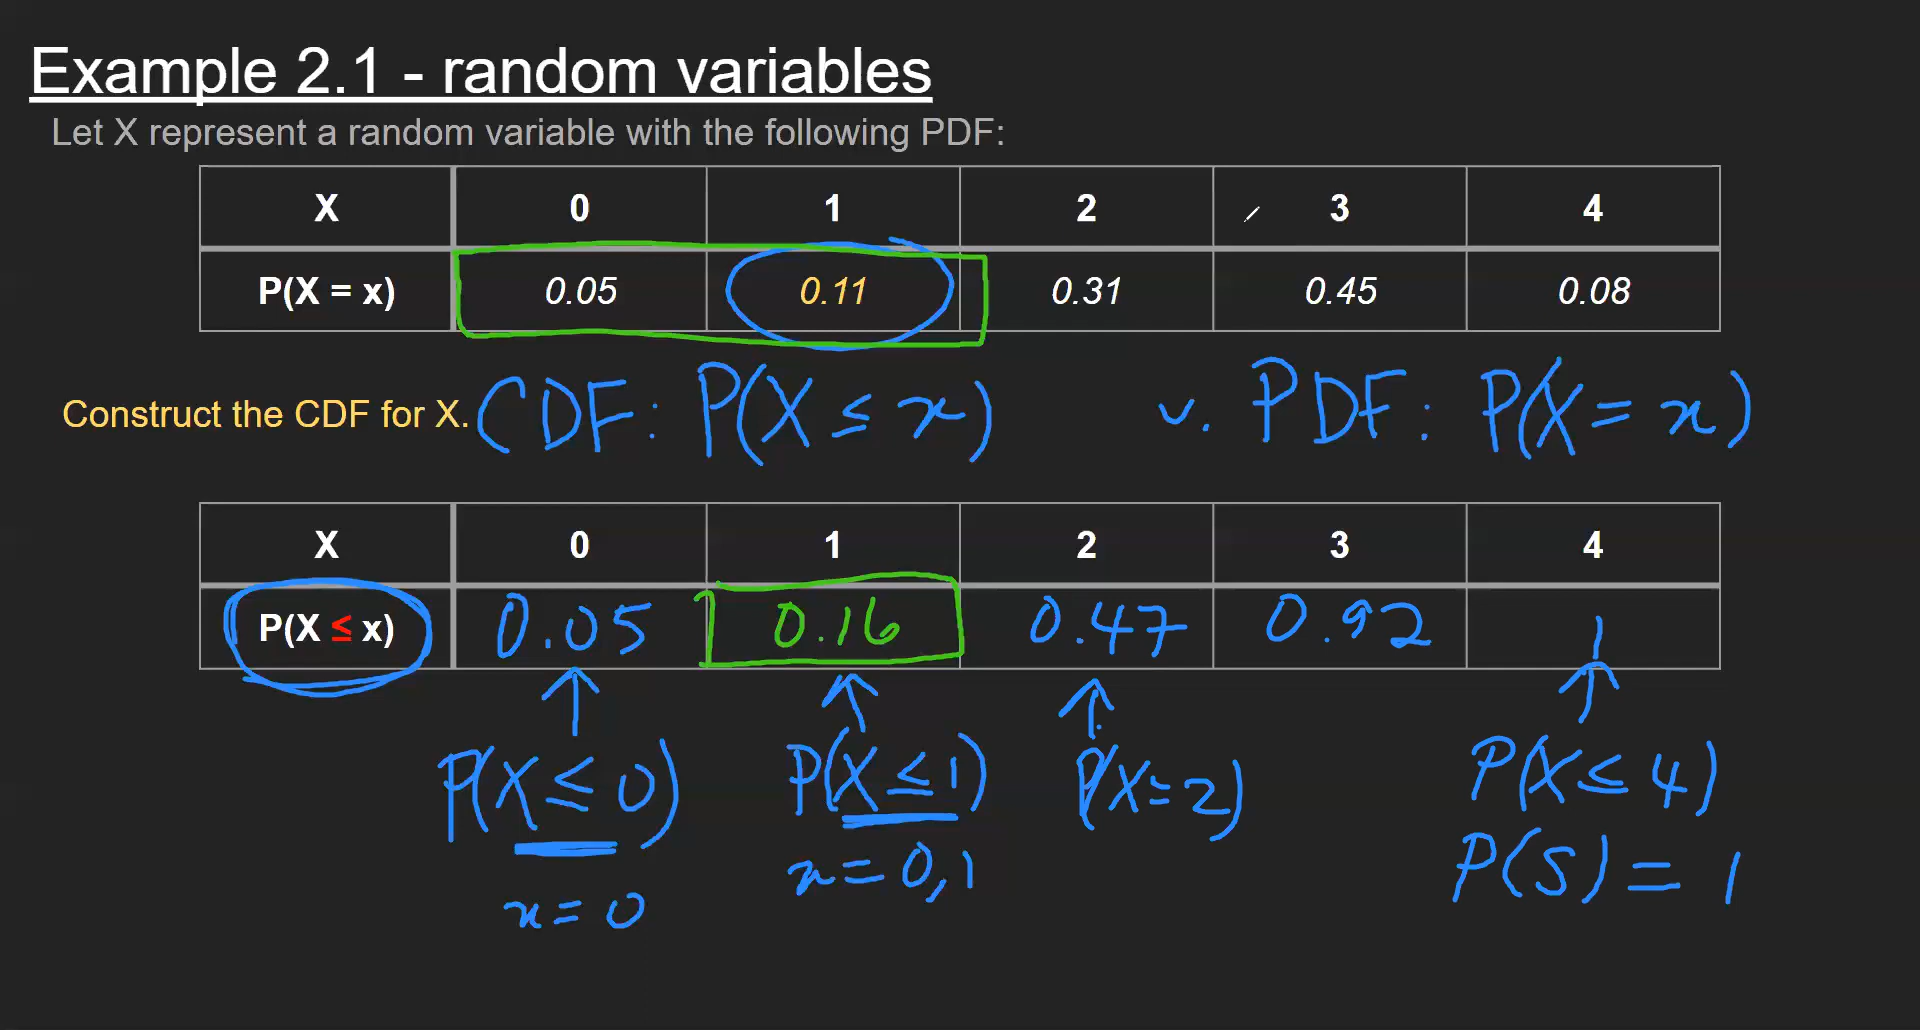 Example 2.1 - random variables
Let X represent a random variable with the following PDF:
X 0 1 2 3 4
P(X = x) 0.05 0.11 0.31 0.45 0.08
Construct the CDF for X. CDF: P(X ≤ x) v. PDF: P(X = x)
X 0 1 2 3 4
P(X ≤ x) 0.05 0.16 0.47 0.92 1
P(X ≤ 0) P(X ≤ 1) P(X = 2) P(X ≤ 4)
x = 0 x = 0, 1 P(S) = 1